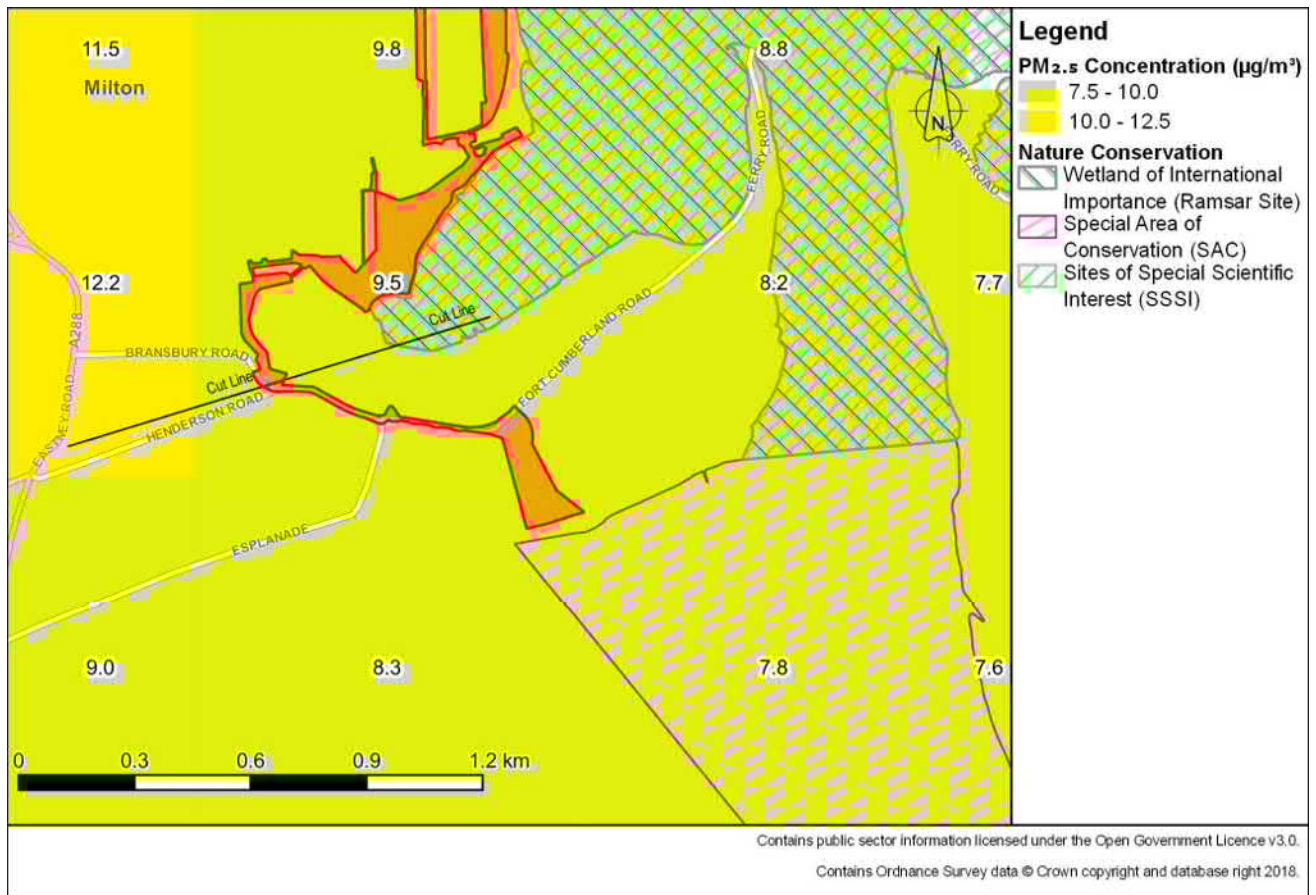 11.5
9.8
8.8
Milton
FERRY ROAD
12.2
9.5
8.2
7.7
Cut Line
A288
BRANSBURY ROAD
Cut Line
FORT CUMBERLAND ROAD
EASTNEY ROAD
HENDERSON ROAD
ESPLANADE
9.0
8.3
7.8
7.6
0 0.3 0.6 0.9 1.2 km
Legend
PM₂.₅ Concentration (µg/m³)
7.5 - 10.0
10.0 - 12.5
N
Nature Conservation
Wetland of International
Importance (Ramsar Site)
Special Area of
Conservation (SAC)
Sites of Special Scientific
Interest (SSSI)
Contains public sector information licensed under the Open Government Licence v3.0.
Contains Ordnance Survey data © Crown copyright and database right 2018.